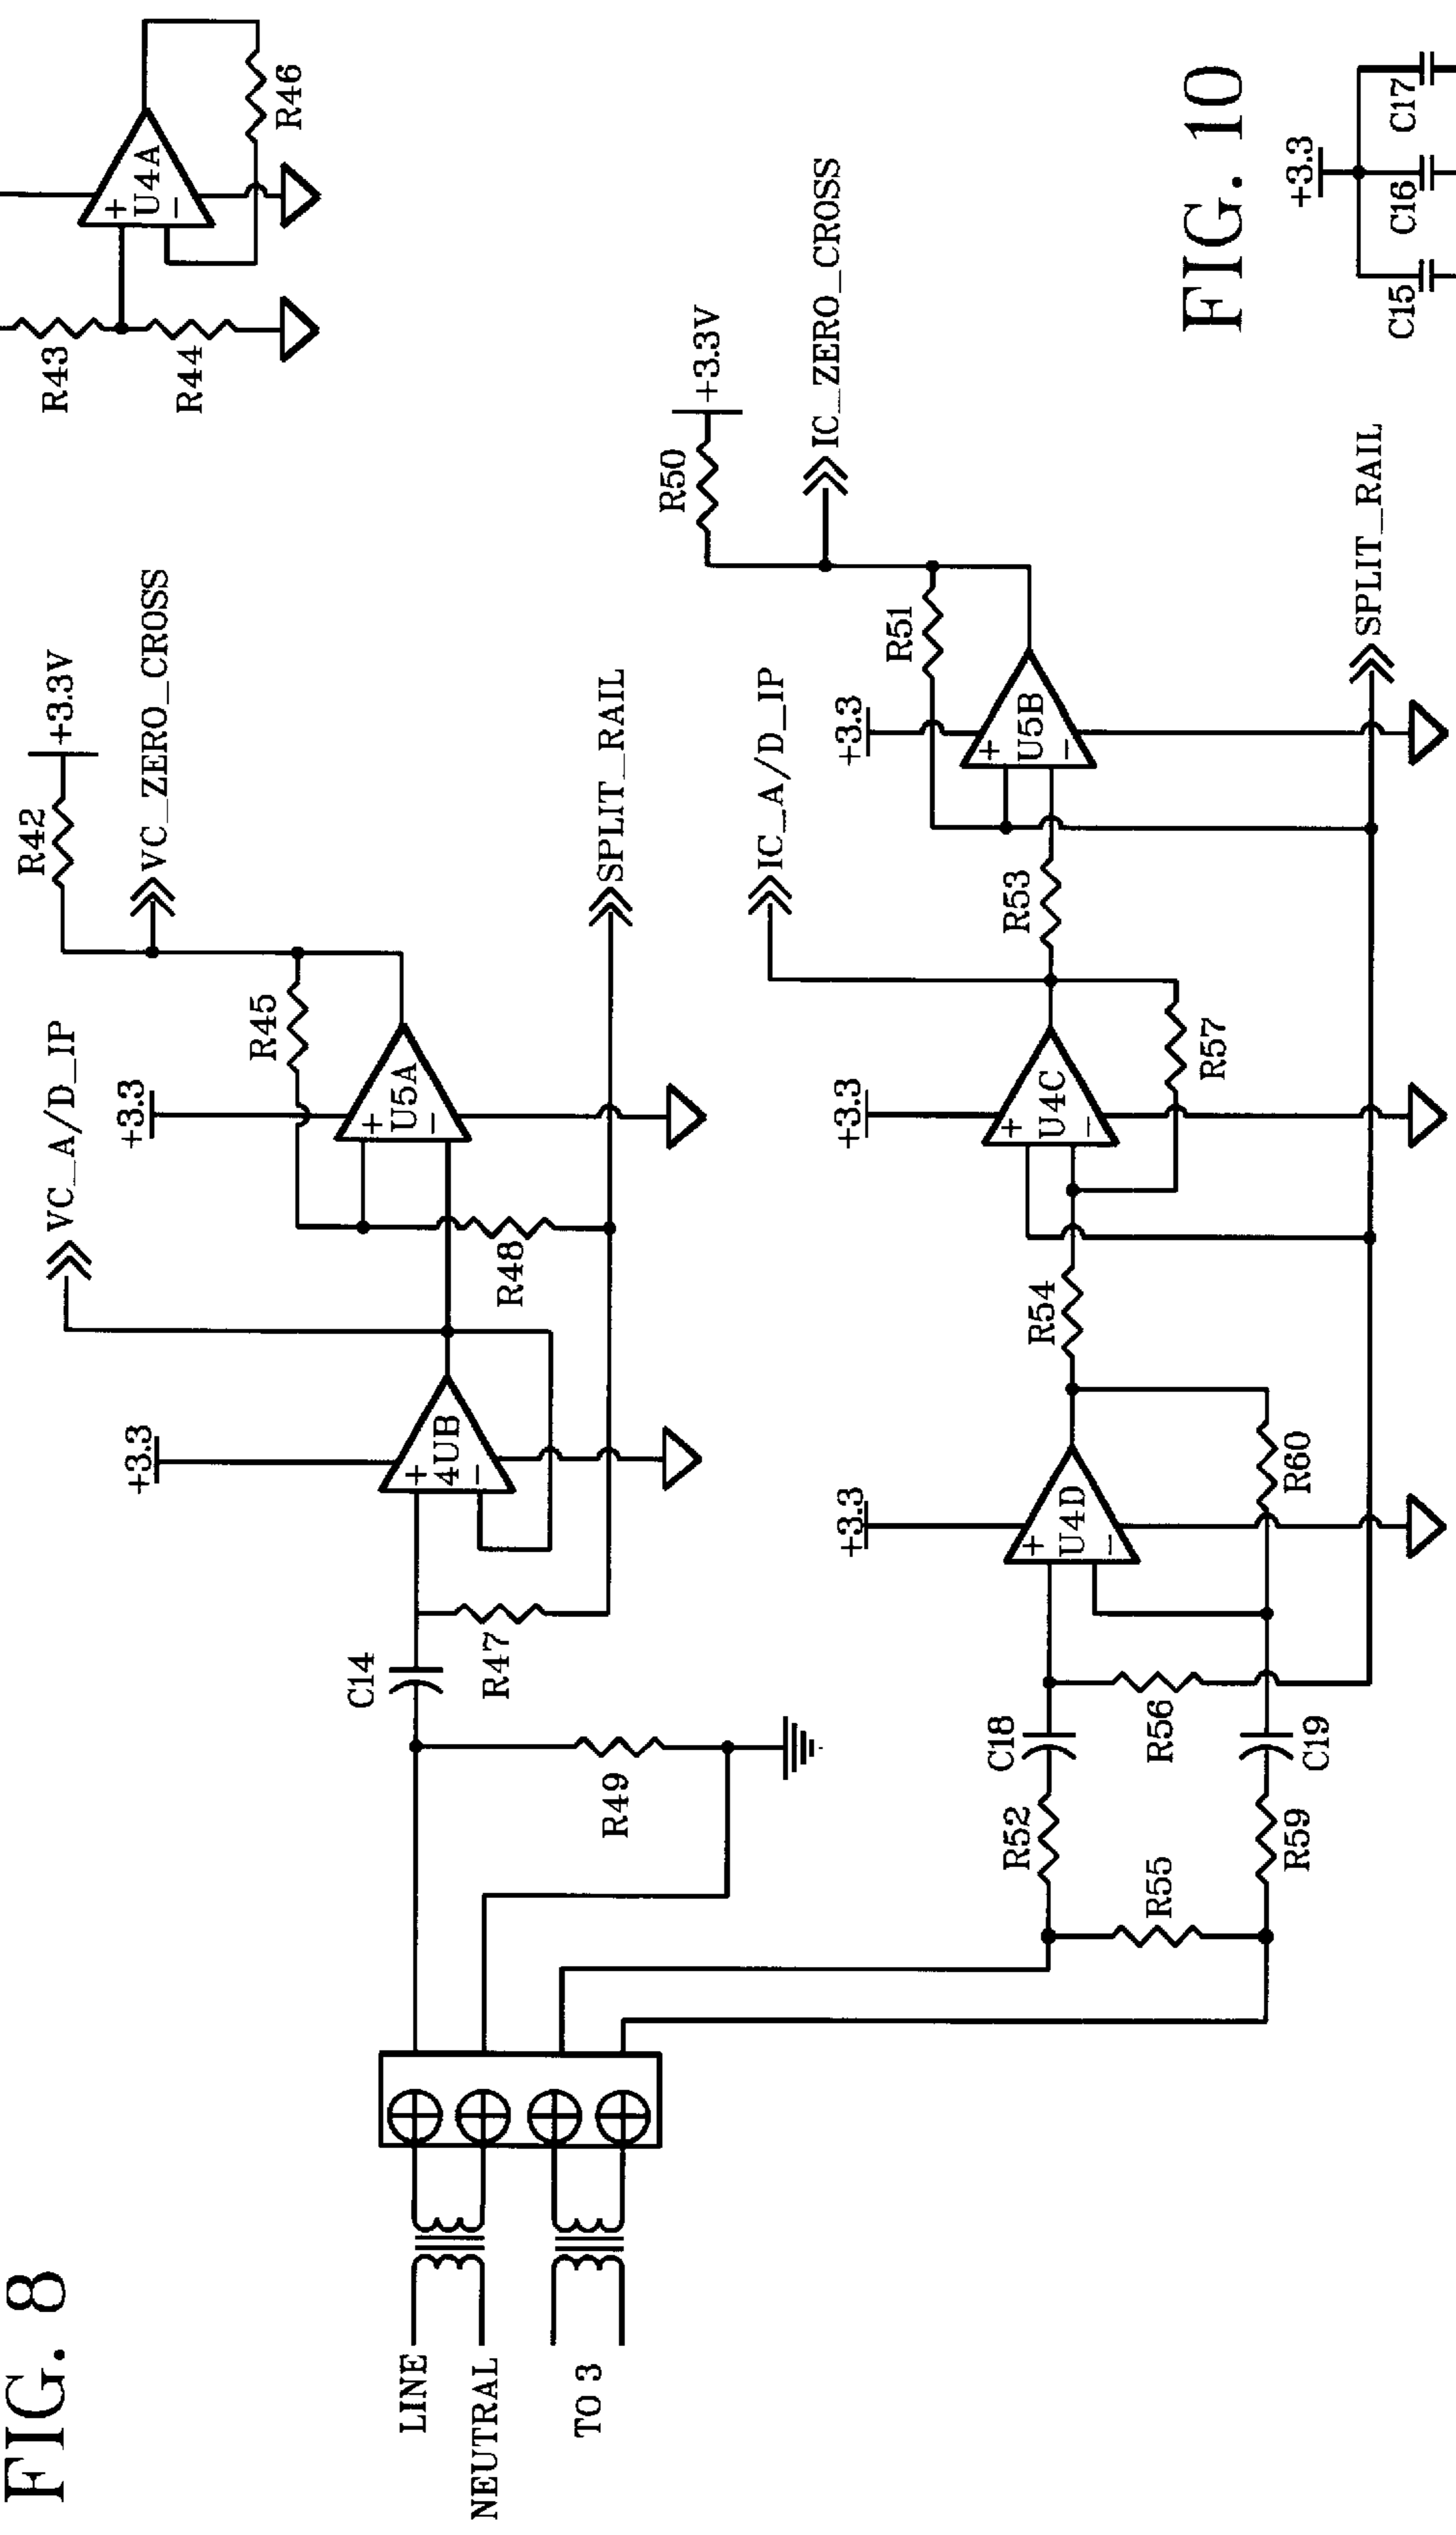 FIG. 8
R43
R44
U4A
+
−
R46
LINE
NEUTRAL
TO 3
R49
C14
R47
+3.3
4UB
+
−
VC_A/D_IP
R48
+3.3
U5A
+
−
R45
R42
+3.3V
VC_ZERO_CROSS
SPLIT_RAIL
R55
R52
R59
C18
C19
R56
+3.3
U4D
+
−
R60
R54
+3.3
U4C
+
−
R57
IC_A/D_IP
R53
+3.3
U5B
+
−
R51
R50
+3.3V
IC_ZERO_CROSS
SPLIT_RAIL
FIG. 10
+3.3
C15
C16
C17